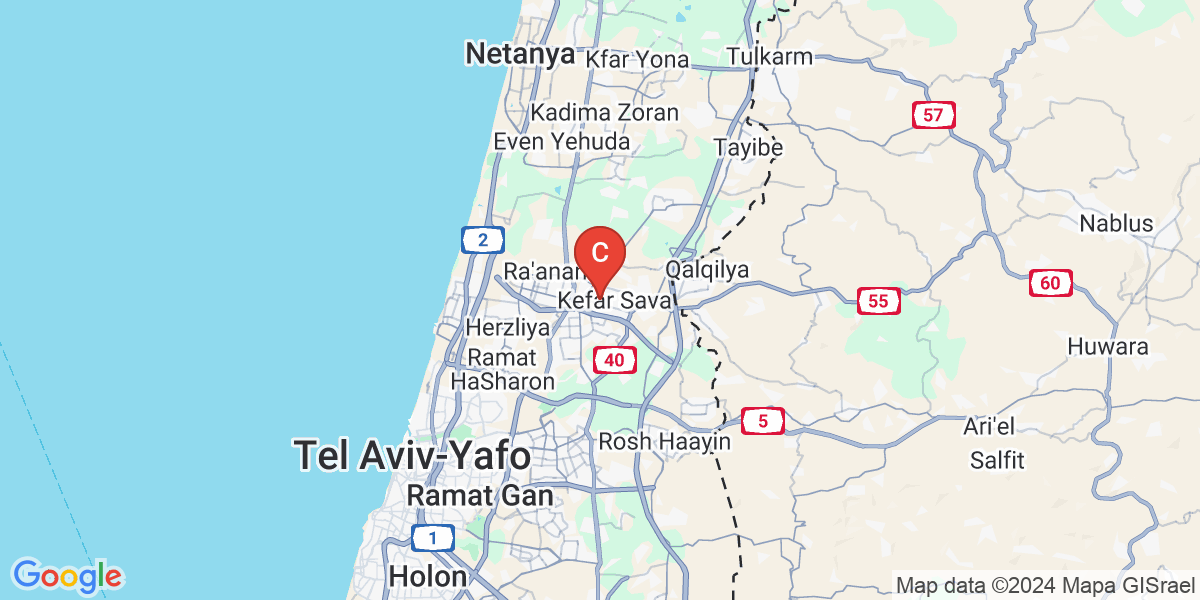 Netanya
Kfar Yona
Tulkarm
57
Kadima Zoran
Even Yehuda
Tayibe
Nablus
2
C
Ra'anan
Qalqilya
60
Kefar Sava
55
Herzliya
Huwara
Ramat
HaSharon
40
5
Ari'el
Rosh Haayin
Tel Aviv-Yafo
Salfit
Ramat Gan
1
Holon
Google
Map data ©2024 Mapa GISrael